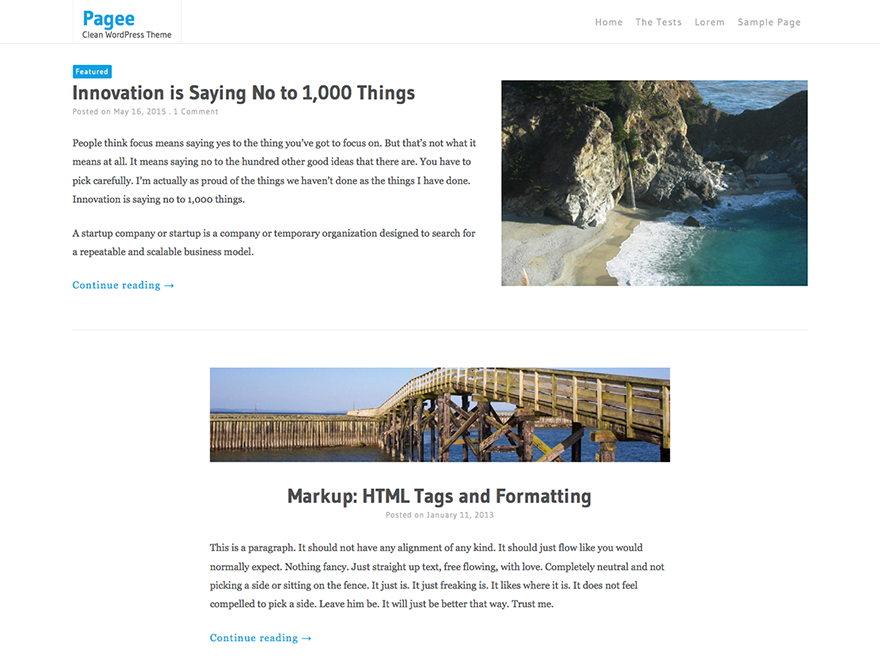 Pagee
Clean WordPress Theme
Home The Tests Lorem Sample Page
Featured
Innovation is Saying No to 1,000 Things
Posted on May 16, 2015 . 1 Comment
People think focus means saying yes to the thing you've got to focus on. But that's not what it
means at all. It means saying no to the hundred other good ideas that there are. You have to
pick carefully. I'm actually as proud of the things we haven't done as the things I have done.
Innovation is saying no to 1,000 things.
A startup company or startup is a company or temporary organization designed to search for
a repeatable and scalable business model.
Continue reading →
Markup: HTML Tags and Formatting
Posted on January 11, 2013
This is a paragraph. It should not have any alignment of any kind. It should just flow like you would
normally expect. Nothing fancy. Just straight up text, free flowing, with love. Completely neutral and not
picking a side or sitting on the fence. It just is. It just freaking is. It likes where it is. It does not feel
compelled to pick a side. Leave him be. It will just be better that way. Trust me.
Continue reading →